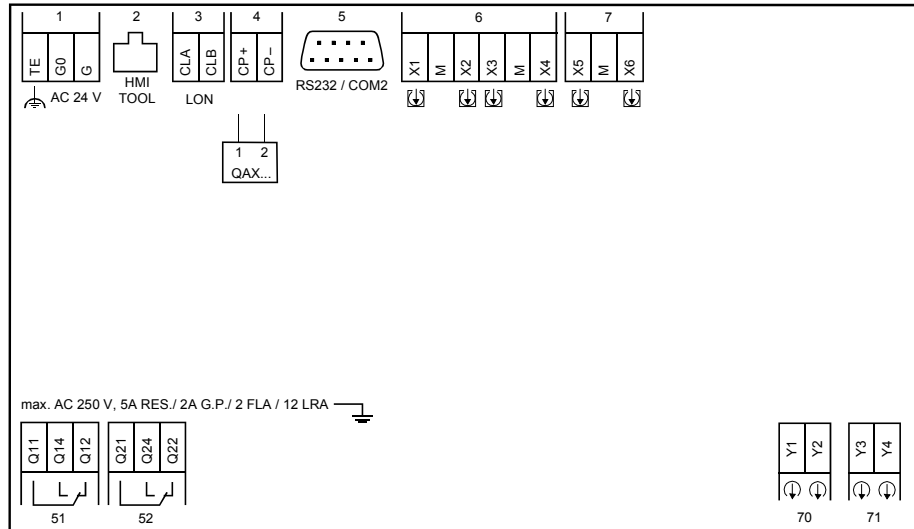 1 2 3 4 5 6 7
TE G0 G CLA CLB CP+ CP− X1 M X2 X3 M X4 X5 M X6
AC 24 V
HMI
TOOL
LON
RS232 / COM2
1 2
QAX...
max. AC 250 V, 5A RES./ 2A G.P./ 2 FLA / 12 LRA
Q11 Q14 Q12 Q21 Q24 Q22 Y1 Y2 Y3 Y4
51 52 70 71